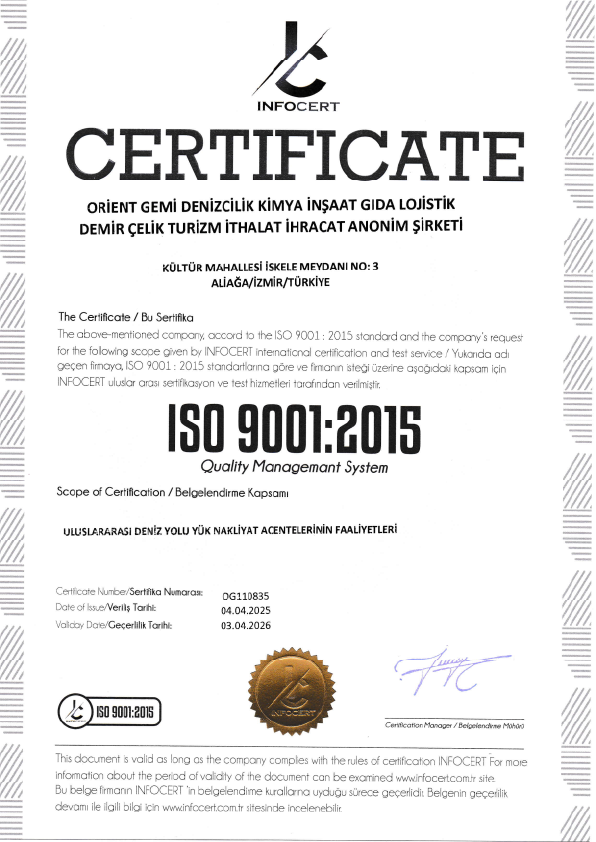 INFOCERT
CERTIFICATE
ORİENT GEMİ DENİZCİLİK KİMYA İNŞAAT GIDA LOJİSTİK
DEMİR ÇELİK TURİZM İTHALAT İHRACAT ANONİM ŞİRKETİ
KÜLTÜR MAHALLESİ İSKELE MEYDANI NO: 3
ALİAĞA/İZMİR/TÜRKİYE
The Certificate / Bu Sertifika
The above-mentioned company, accord to the ISO 9001 : 2015 standard and the company's request
for the following scope given by INFOCERT international certification and test service / Yukarıda adı
geçen firmaya, ISO 9001 : 2015 standartlarına göre ve firmanın isteği üzerine aşağıdaki kapsam için
INFOCERT uluslar arası sertifikasyon ve test hizmetleri tarafından verilmiştir.
ISO 9001:2015
Quality Managemant System
Scope of Certification / Belgelendirme Kapsamı
ULUSLARARASI DENİZ YOLU YÜK NAKLİYAT ACENTELERİNİN FAALİYETLERİ
Certificate Number/Sertifika Numarası: OG110835
Date of Issue/Veriliş Tarihi: 04.04.2025
Validay Date/Geçerlilik Tarihi: 03.04.2026
INFOCERT
ISO 9001:2015
Certification Manager / Belgelendirme Müdürü
This document is valid as long as the company complies with the rules of certification INFOCERT For more
information about the period of validity of the document can be examined www.infocert.com.tr site.
Bu belge firmanın INFOCERT 'in belgelendirme kurallarına uyduğu sürece geçerlidir. Belgenin geçerlilik
devamı ile ilgili bilgi için www.infocert.com.tr sitesinde incelenebilir.